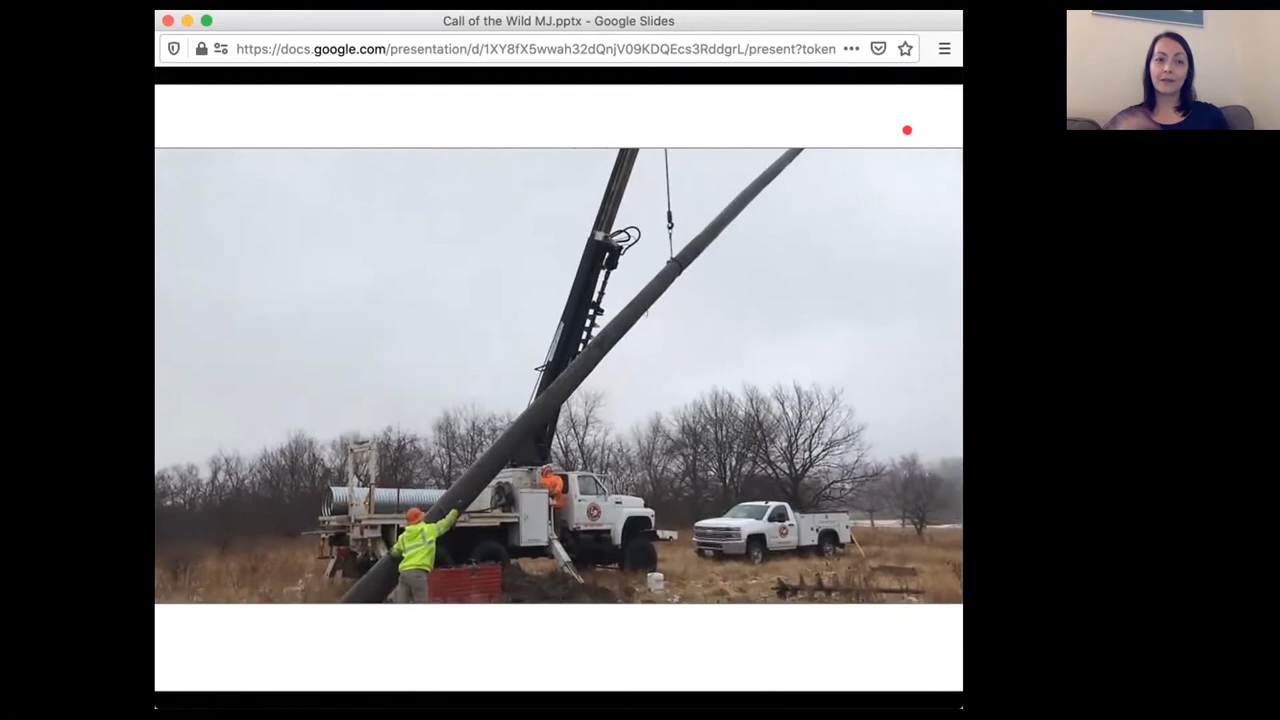 Call of the Wild MJ.pptx - Google Slides
https://docs.google.com/presentation/d/1XY8fX5wwah32dQnjV09KDQEcs3RddgrL/present?token